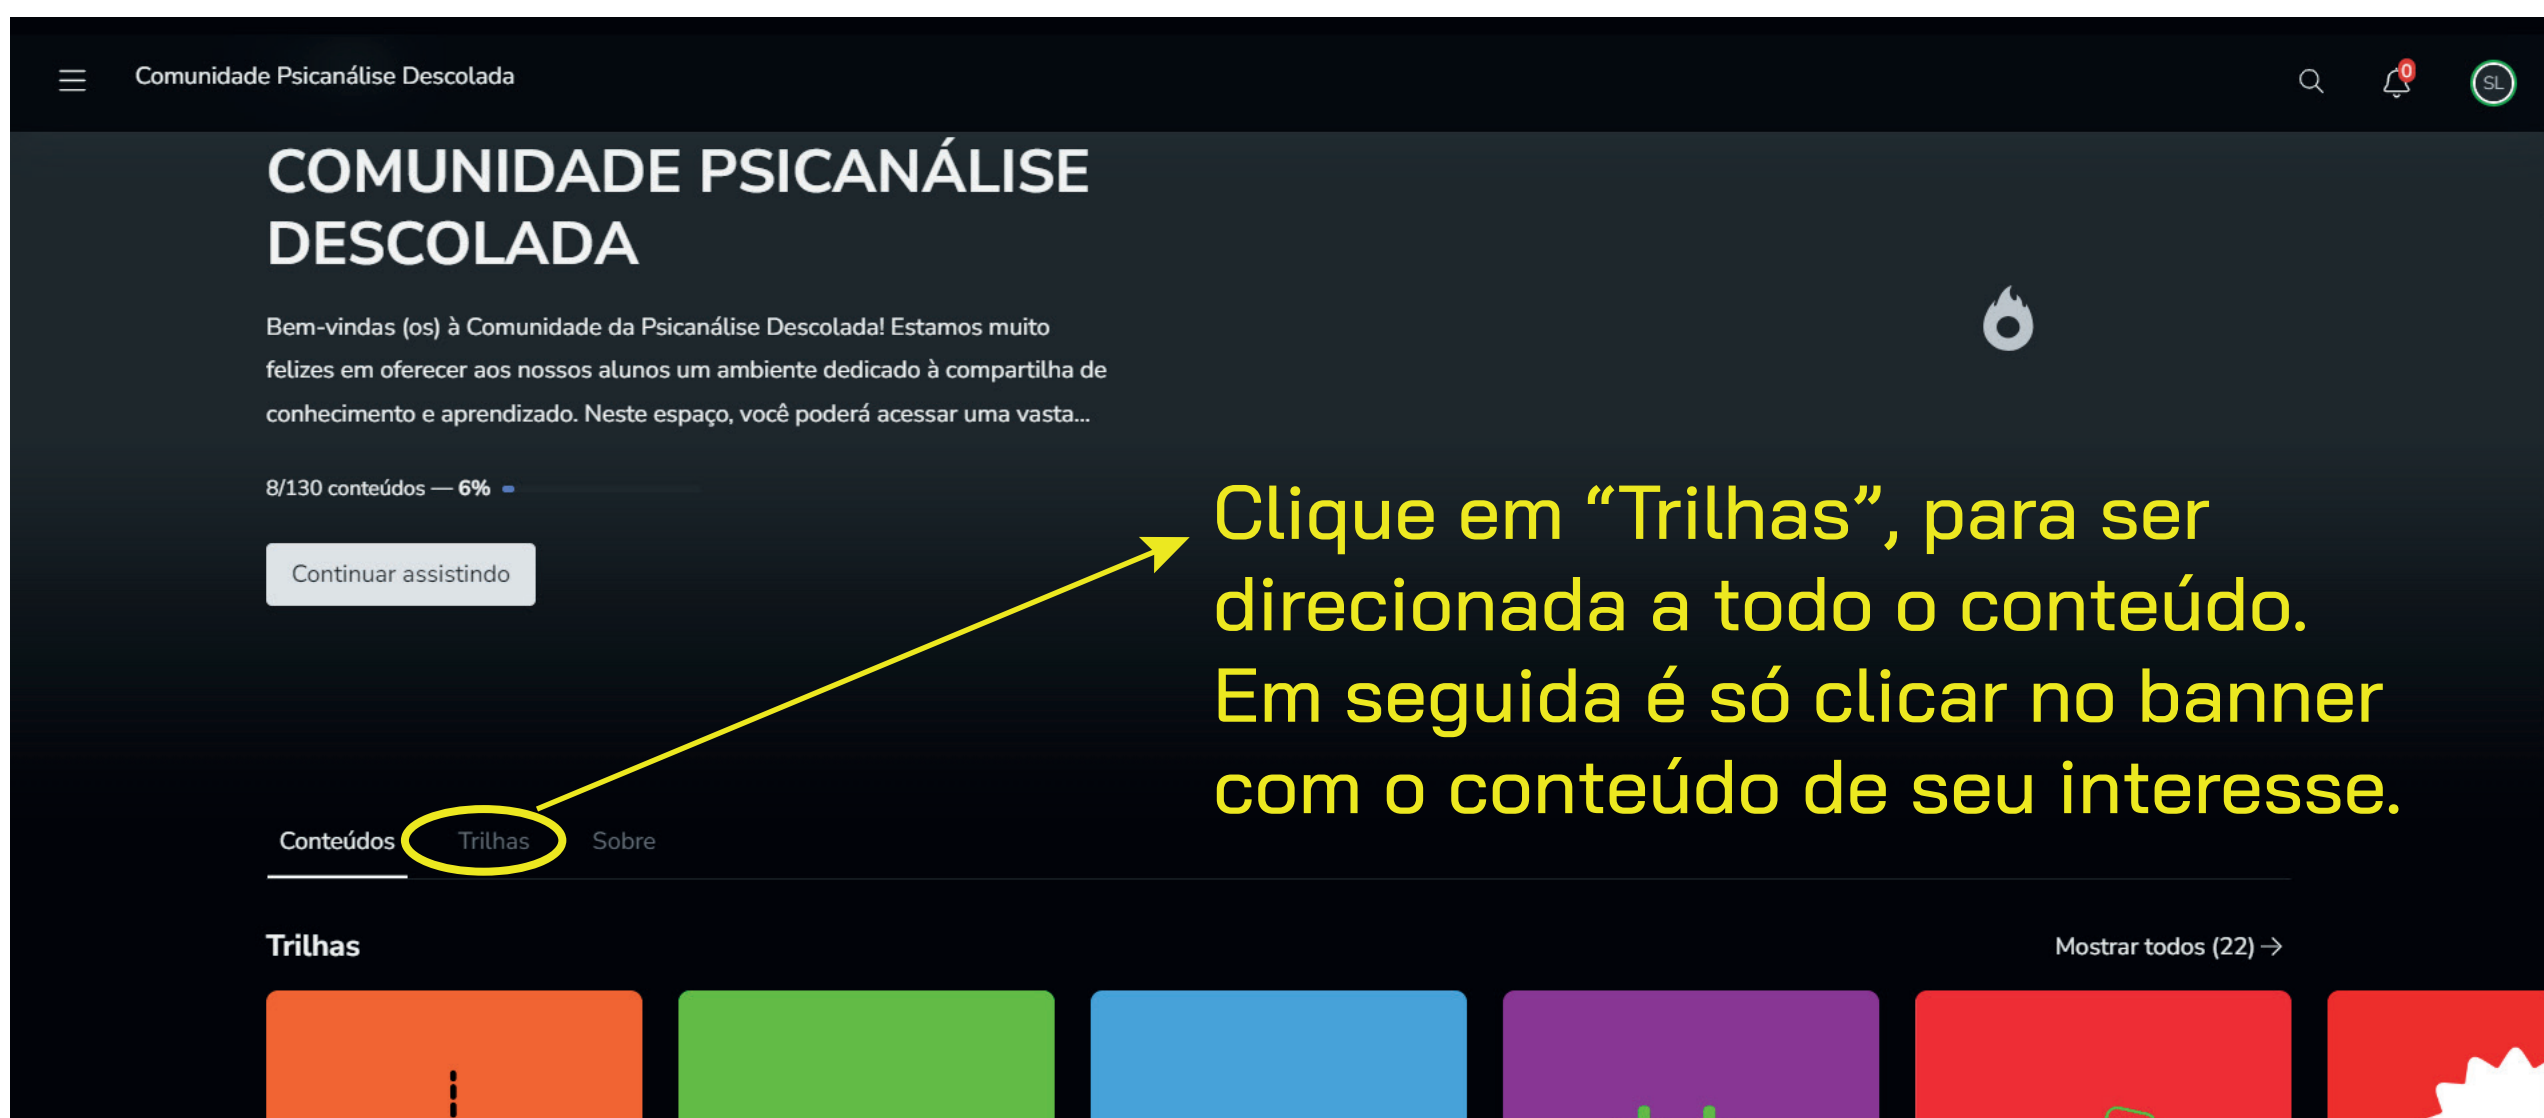 Comunidade Psicanálise Descolada
0
SL
COMUNIDADE PSICANÁLISE
DESCOLADA
Bem-vindas (os) à Comunidade da Psicanálise Descolada! Estamos muito
felizes em oferecer aos nossos alunos um ambiente dedicado à compartilha de
conhecimento e aprendizado. Neste espaço, você poderá acessar uma vasta...
8/130 conteúdos — 6%
Continuar assistindo
Clique em “Trilhas”, para ser
direcionada a todo o conteúdo.
Em seguida é só clicar no banner
com o conteúdo de seu interesse.
Conteúdos Trilhas Sobre
Trilhas
Mostrar todos (22) →